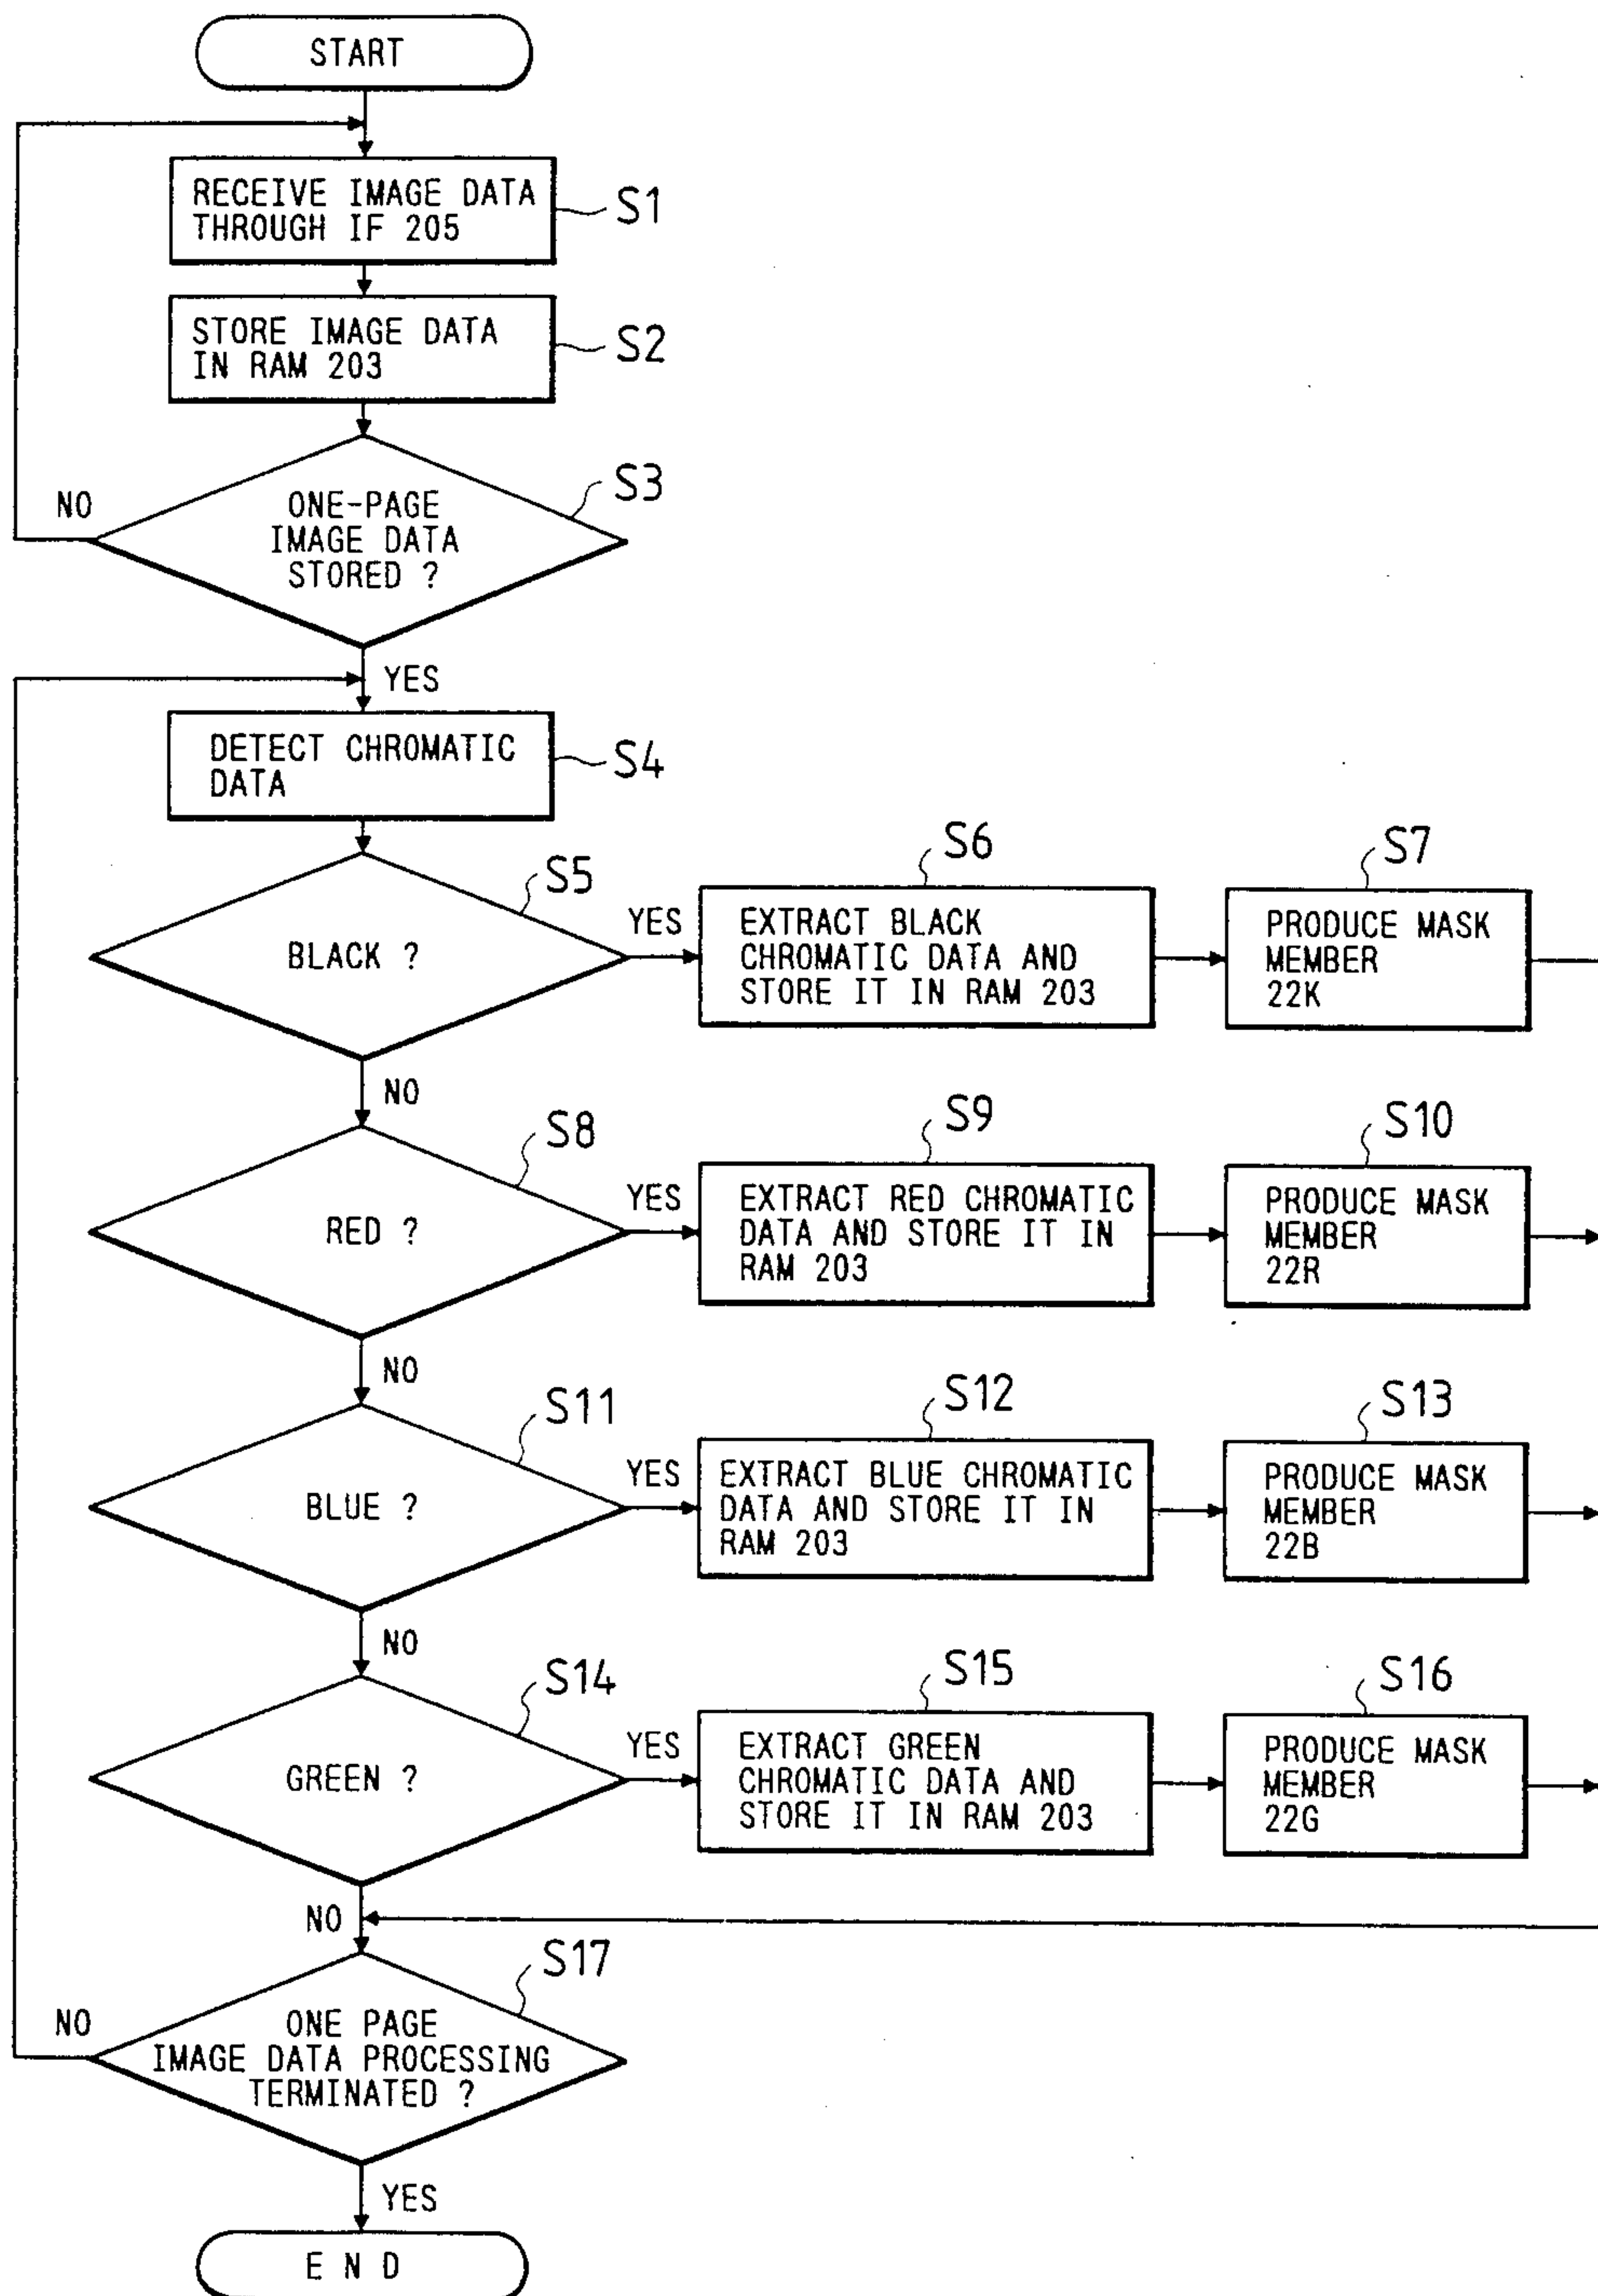 START
RECEIVE IMAGE DATA
THROUGH IF 205
S1
STORE IMAGE DATA
IN RAM 203
S2
ONE-PAGE
IMAGE DATA
STORED ?
S3
NO
YES
DETECT CHROMATIC
DATA
S4
BLACK ?
S5
YES
EXTRACT BLACK
CHROMATIC DATA AND
STORE IT IN RAM 203
S6
PRODUCE MASK
MEMBER
22K
S7
NO
RED ?
S8
YES
EXTRACT RED CHROMATIC
DATA AND STORE IT IN
RAM 203
S9
PRODUCE MASK
MEMBER
22R
S10
NO
BLUE ?
S11
YES
EXTRACT BLUE CHROMATIC
DATA AND STORE IT IN
RAM 203
S12
PRODUCE MASK
MEMBER
22B
S13
NO
GREEN ?
S14
YES
EXTRACT GREEN
CHROMATIC DATA AND
STORE IT IN RAM 203
S15
PRODUCE MASK
MEMBER
22G
S16
NO
ONE PAGE
IMAGE DATA PROCESSING
TERMINATED ?
S17
NO
YES
END